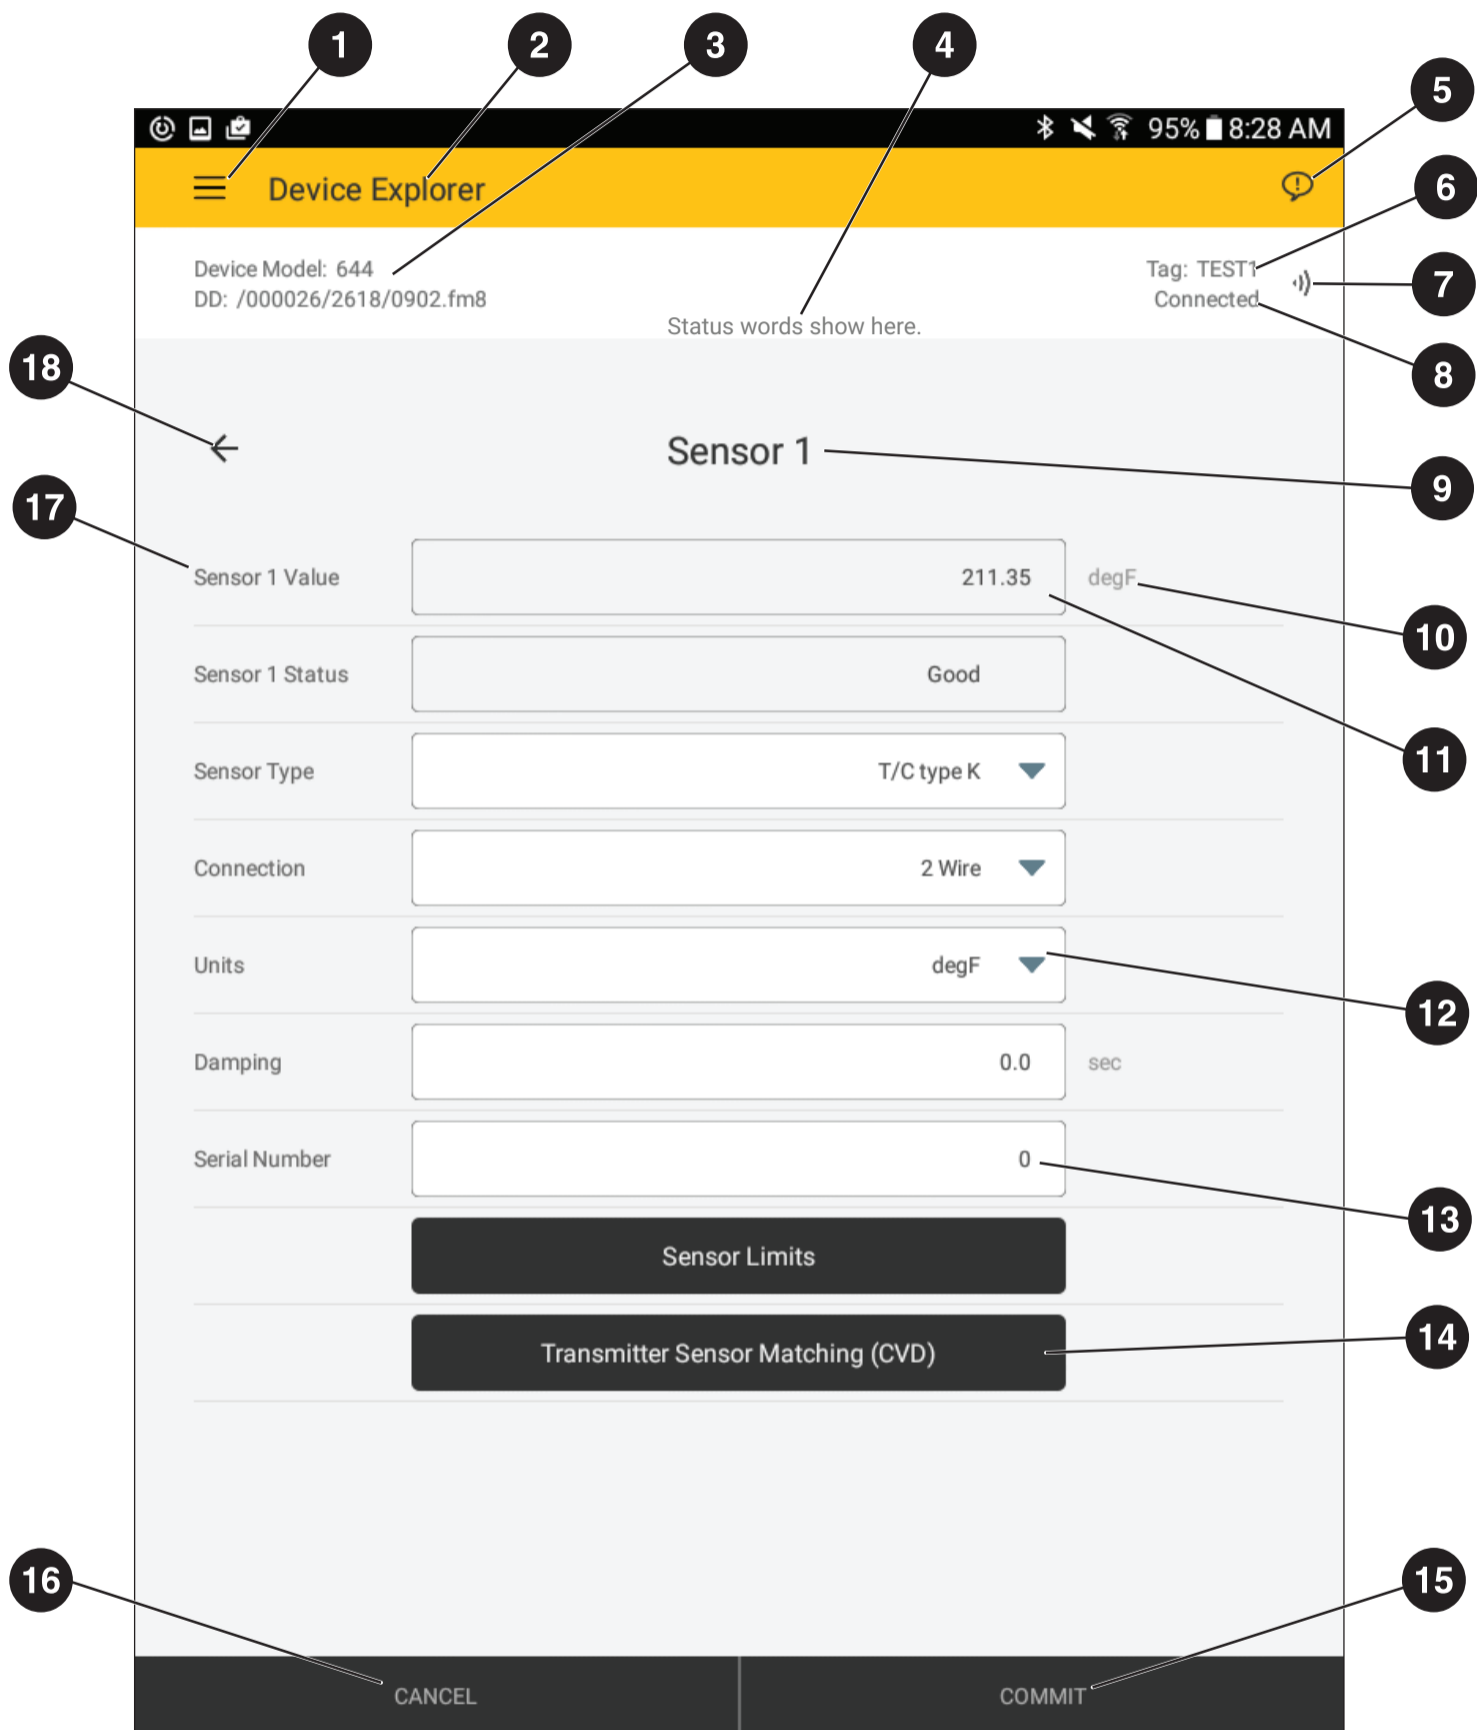 1 2 3 4
5
95% 8:28 AM
Device Explorer
6
Device Model: 644
Tag: TEST1
7
DD: /000026/2618/0902.fm8
Connected
Status words show here.
8
18
Sensor 1
9
17
Sensor 1 Value 211.35 degF
10
Sensor 1 Status Good
11
Sensor Type T/C type K
Connection 2 Wire
Units degF
12
Damping 0.0 sec
Serial Number 0
13
Sensor Limits
14
Transmitter Sensor Matching (CVD)
16
15
CANCEL COMMIT